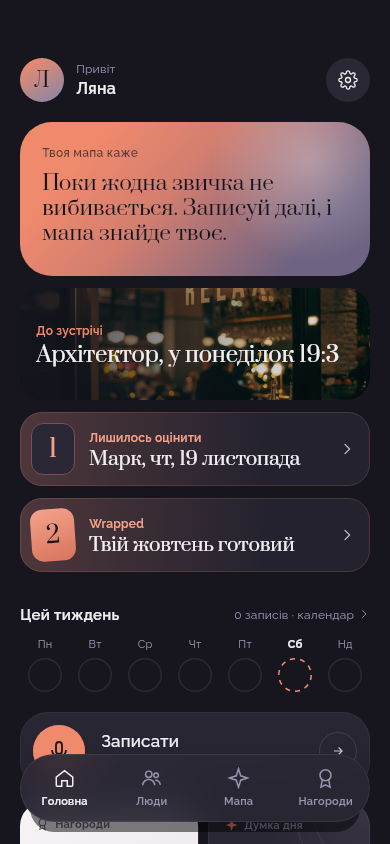 Л
Привіт
Ляна
Твоя мапа каже
Поки жодна звичка не
вибивається. Записуй далі, і
мапа знайде твоє.
RELAX
До зустрічі
Архітектор, у понеділок 19:3
1
Лишилось оцінити
Марк, чт, 19 листопада
2
Wrapped
Твій жовтень готовий
Цей тиждень
0 записів · календар
Пн Вт Ср Чт Пт Сб Нд
Записати
Головна Люди Мапа Нагороди
Нагороди Думка дня